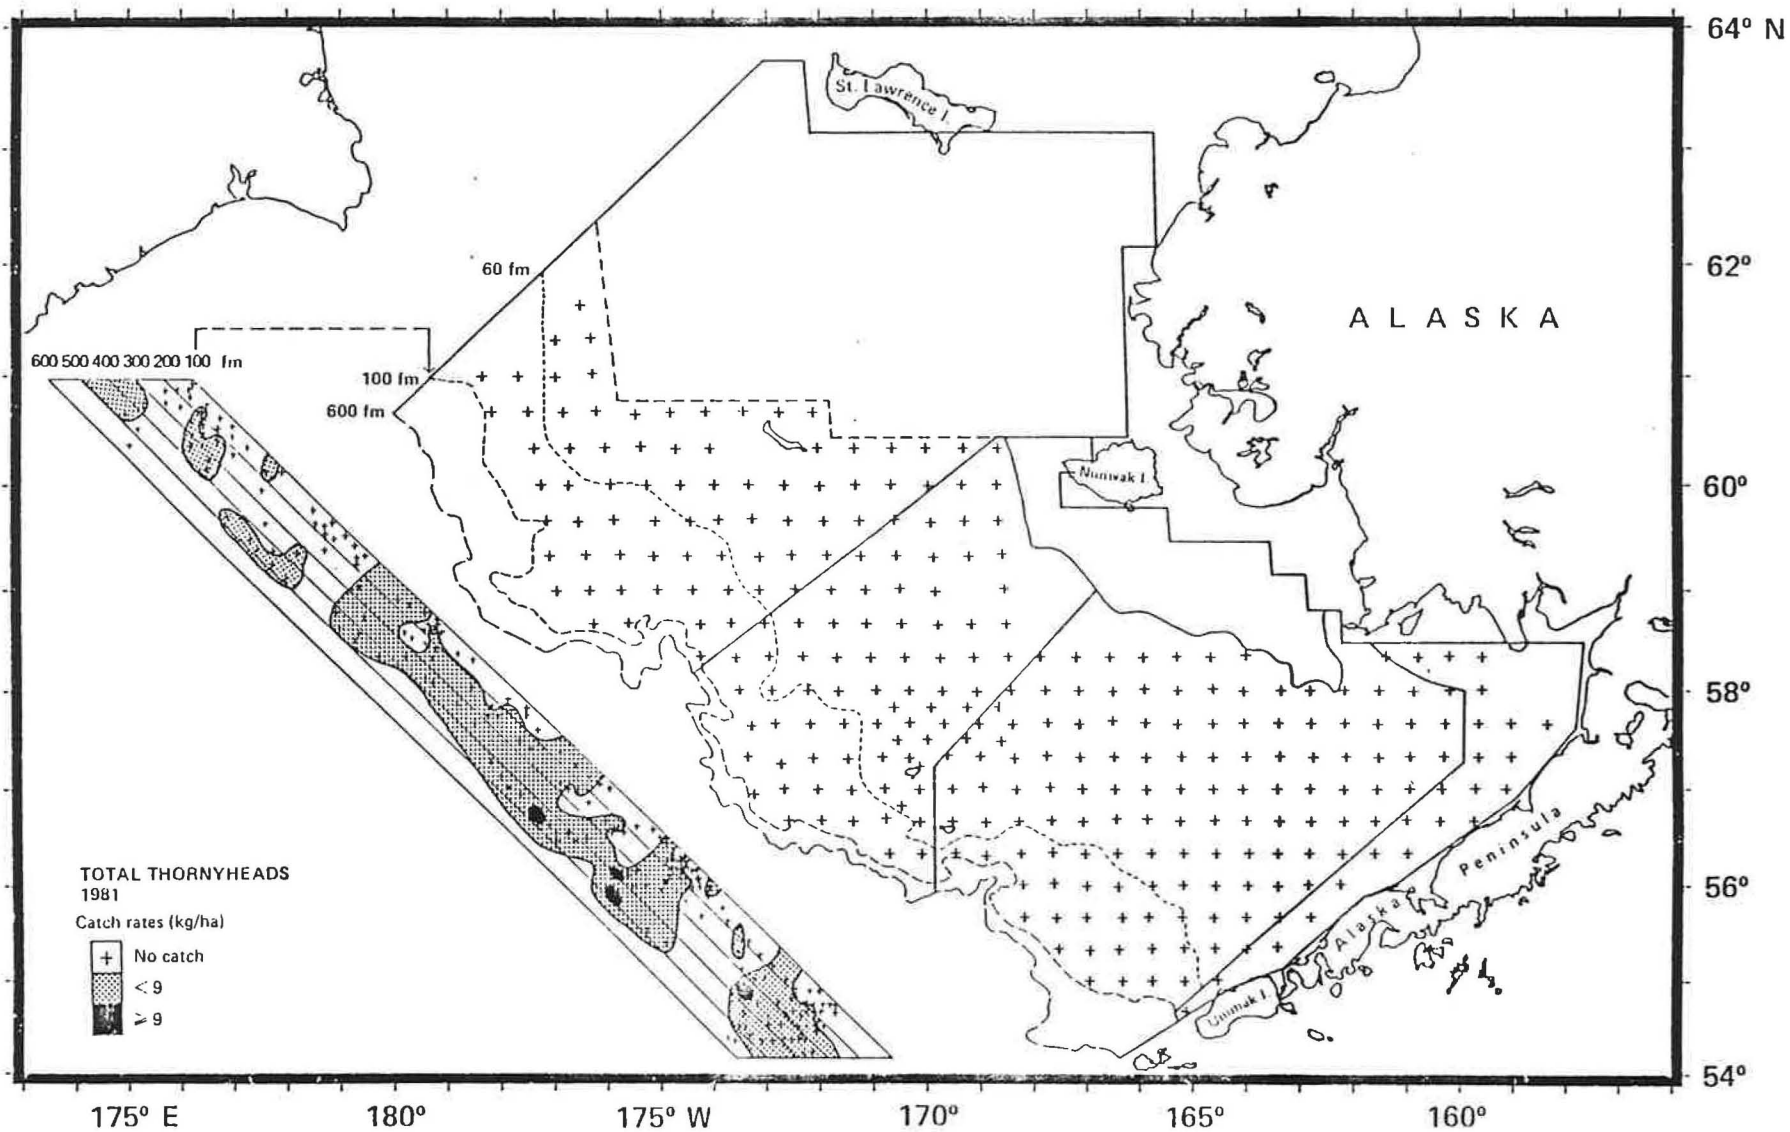 64° N
St. Lawrence I.
60 fm
62°
ALASKA
600 500 400 300 200 100 fm
100 fm
600 fm
Nunivak I.
60°
58°
TOTAL THORNYHEADS
1981
Catch rates (kg/ha)
+ No catch
< 9
⩾ 9
Alaska Peninsula
56°
Unimak I.
54°
175° E 180° 175° W 170° 165° 160°